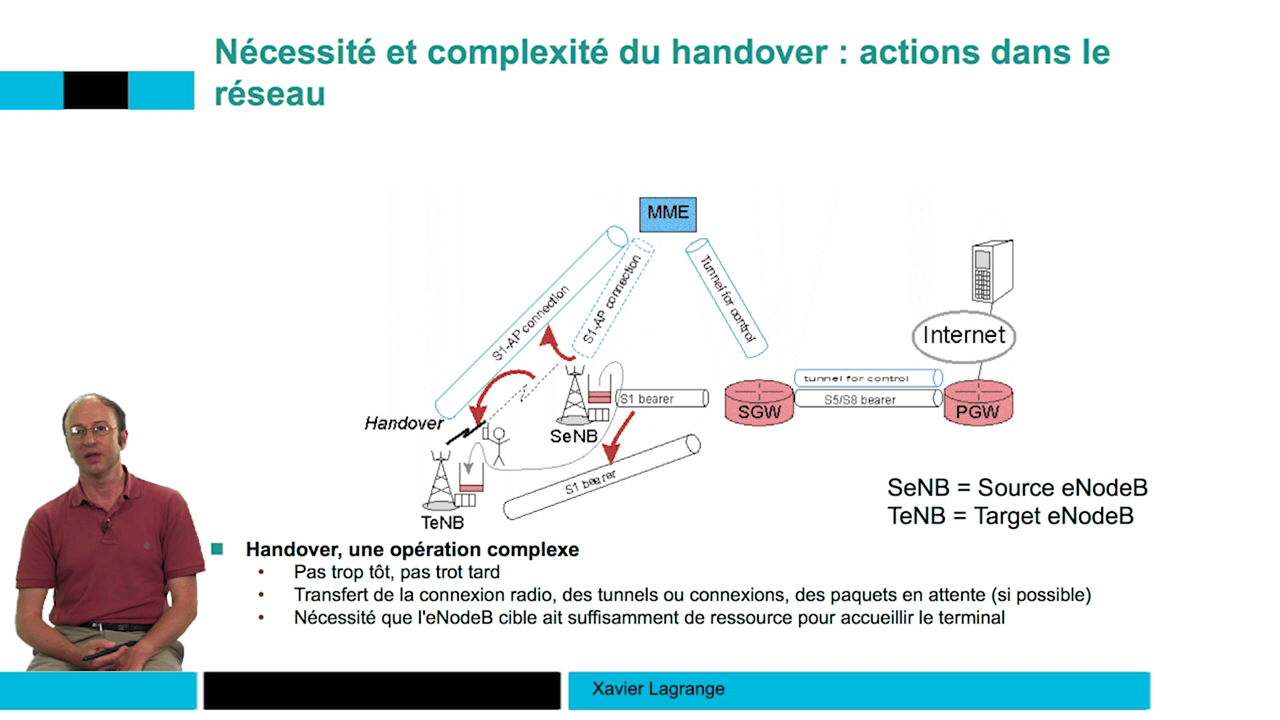 Nécessité et complexité du handover : actions dans le
réseau
MME
S1-AP connection
S1-AP connection
Tunnel for control
Internet
tunnel for control
S1 bearer
SGW
S5/S8 bearer
PGW
Handover
SeNB
S1 bearer
TeNB
SeNB = Source eNodeB
TeNB = Target eNodeB
Handover, une opération complexe
• Pas trop tôt, pas trot tard
• Transfert de la connexion radio, des tunnels ou connexions, des paquets en attente (si possible)
• Nécessité que l'eNodeB cible ait suffisamment de ressource pour accueillir le terminal
Xavier Lagrange